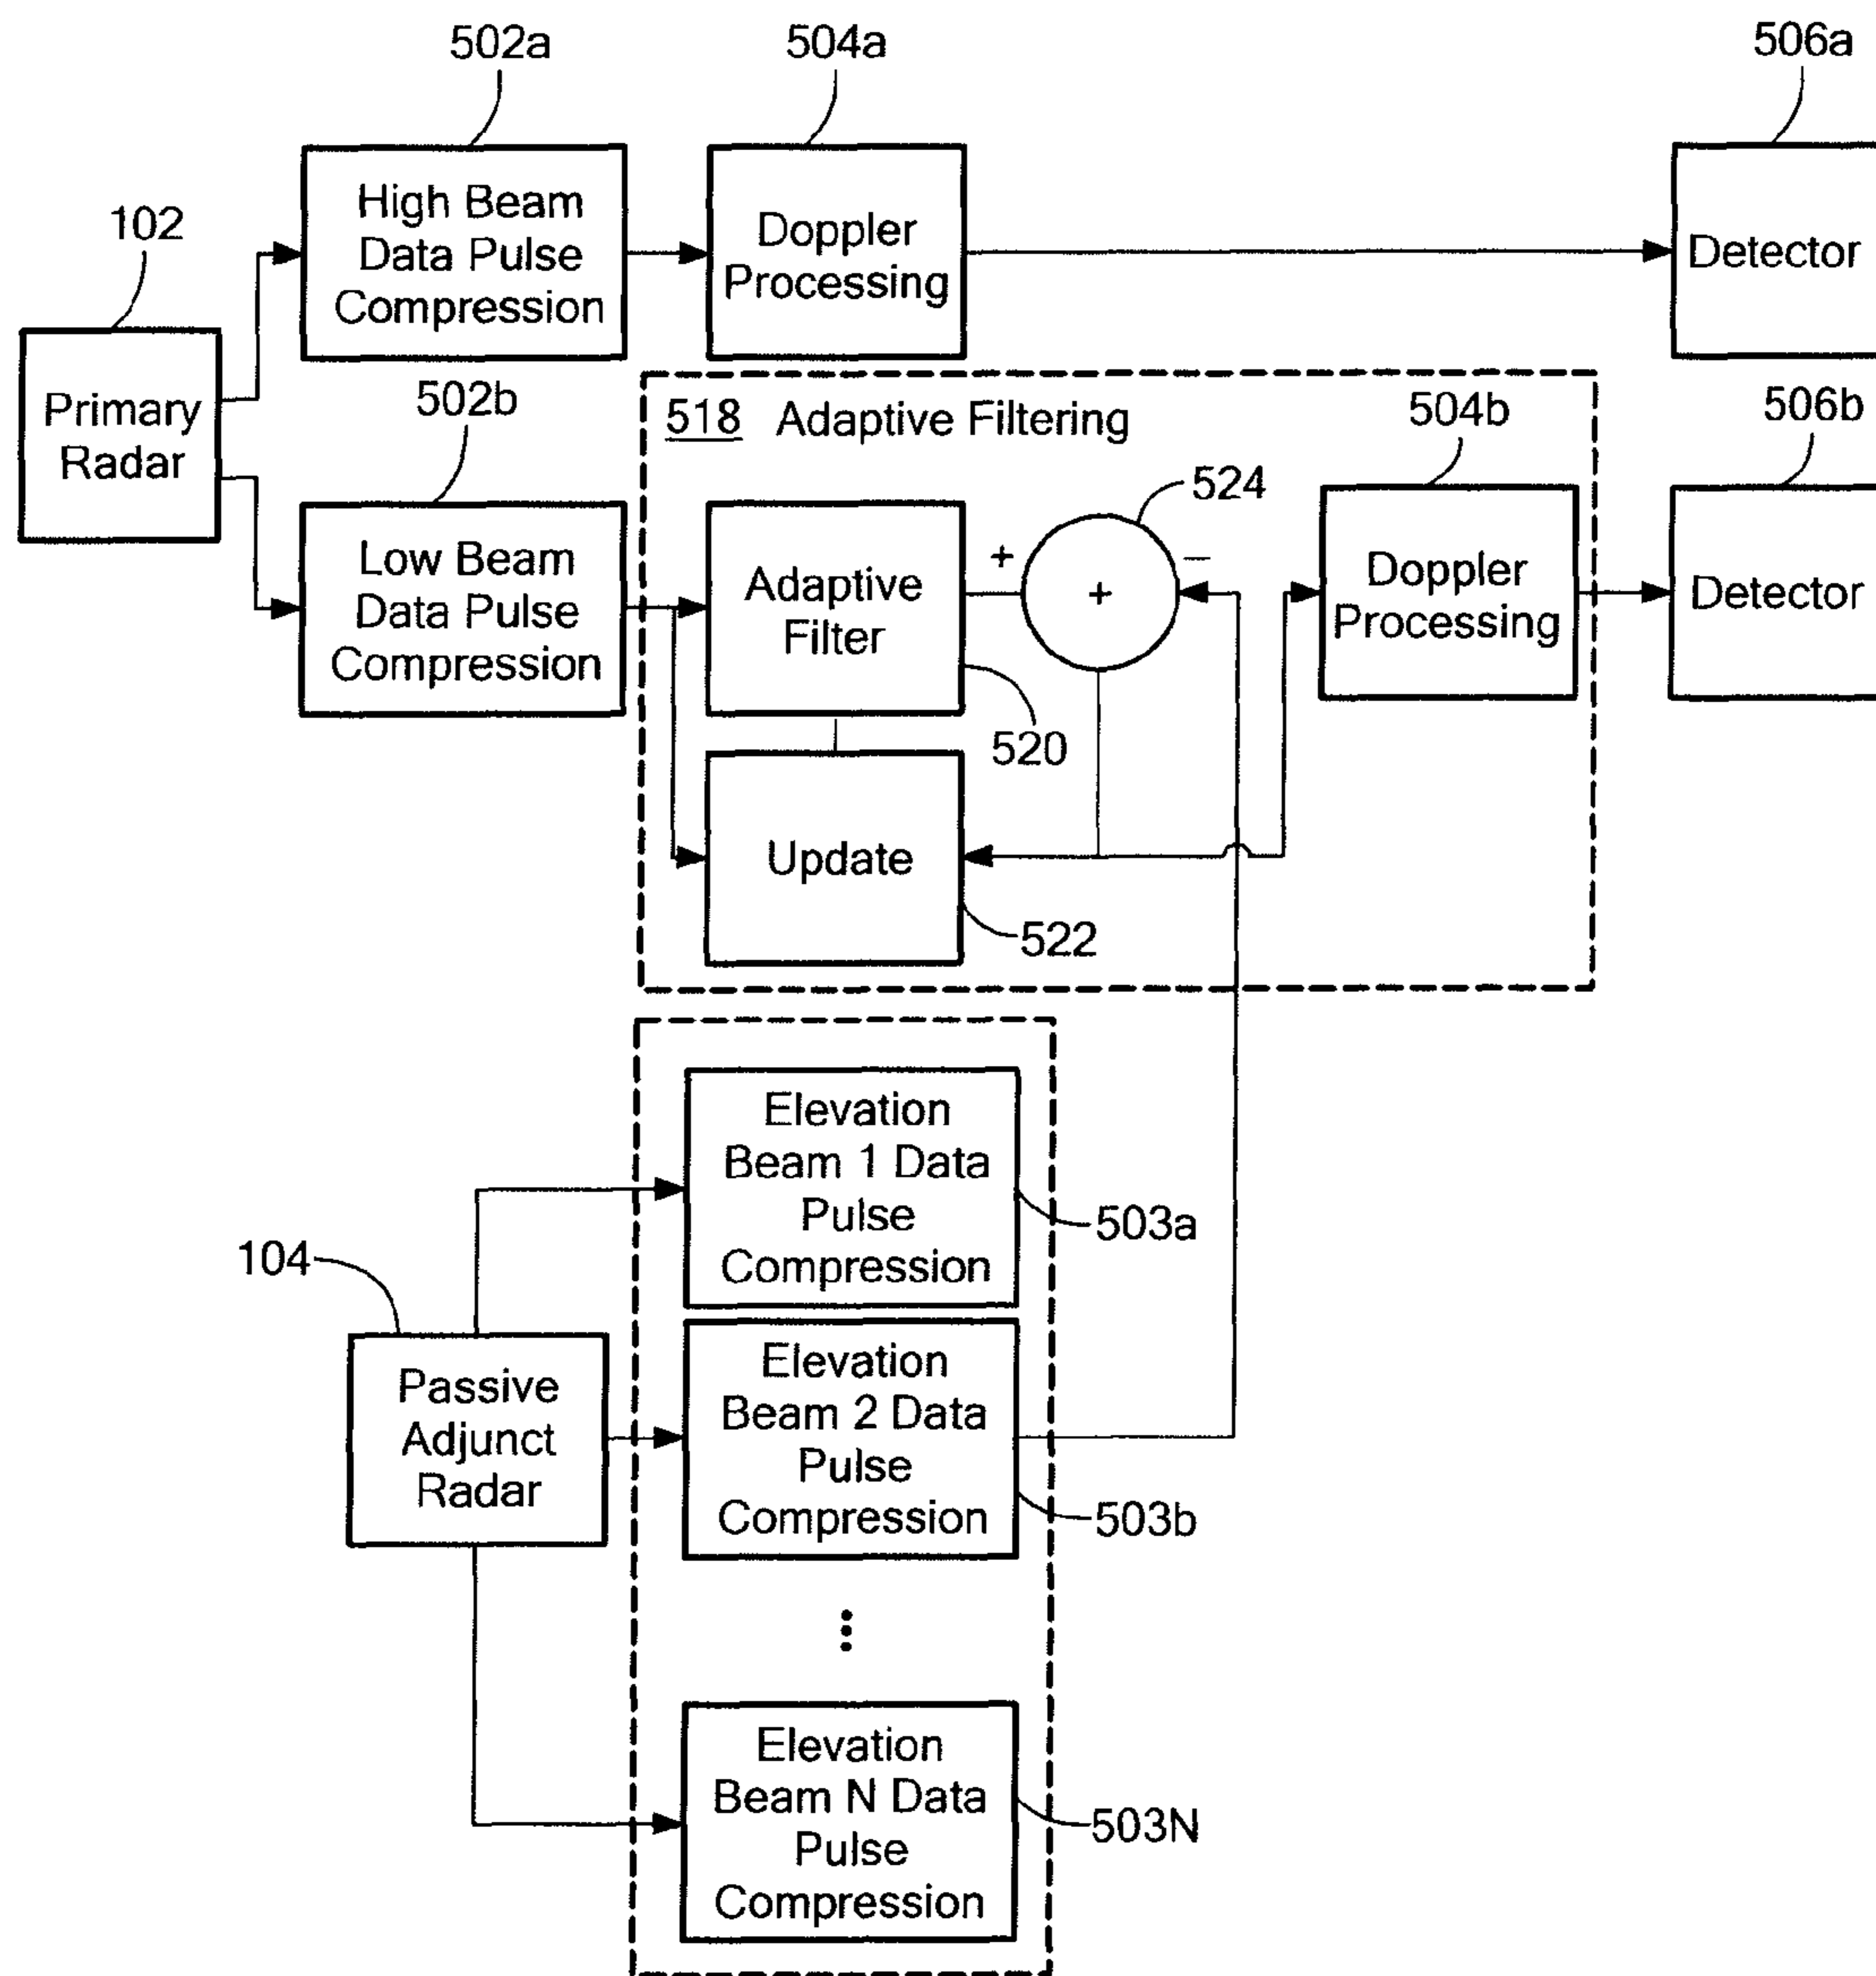 502a
504a
506a
102
High Beam
Data Pulse
Compression
Doppler
Processing
Detector
Primary
Radar
502b
518 Adaptive Filtering
504b
506b
524
Low Beam
Data Pulse
Compression
Adaptive
Filter
+
+
−
Doppler
Processing
Detector
520
Update
522
Elevation
Beam 1 Data
Pulse
Compression
503a
104
Passive
Adjunct
Radar
Elevation
Beam 2 Data
Pulse
Compression
503b
Elevation
Beam N Data
Pulse
Compression
503N